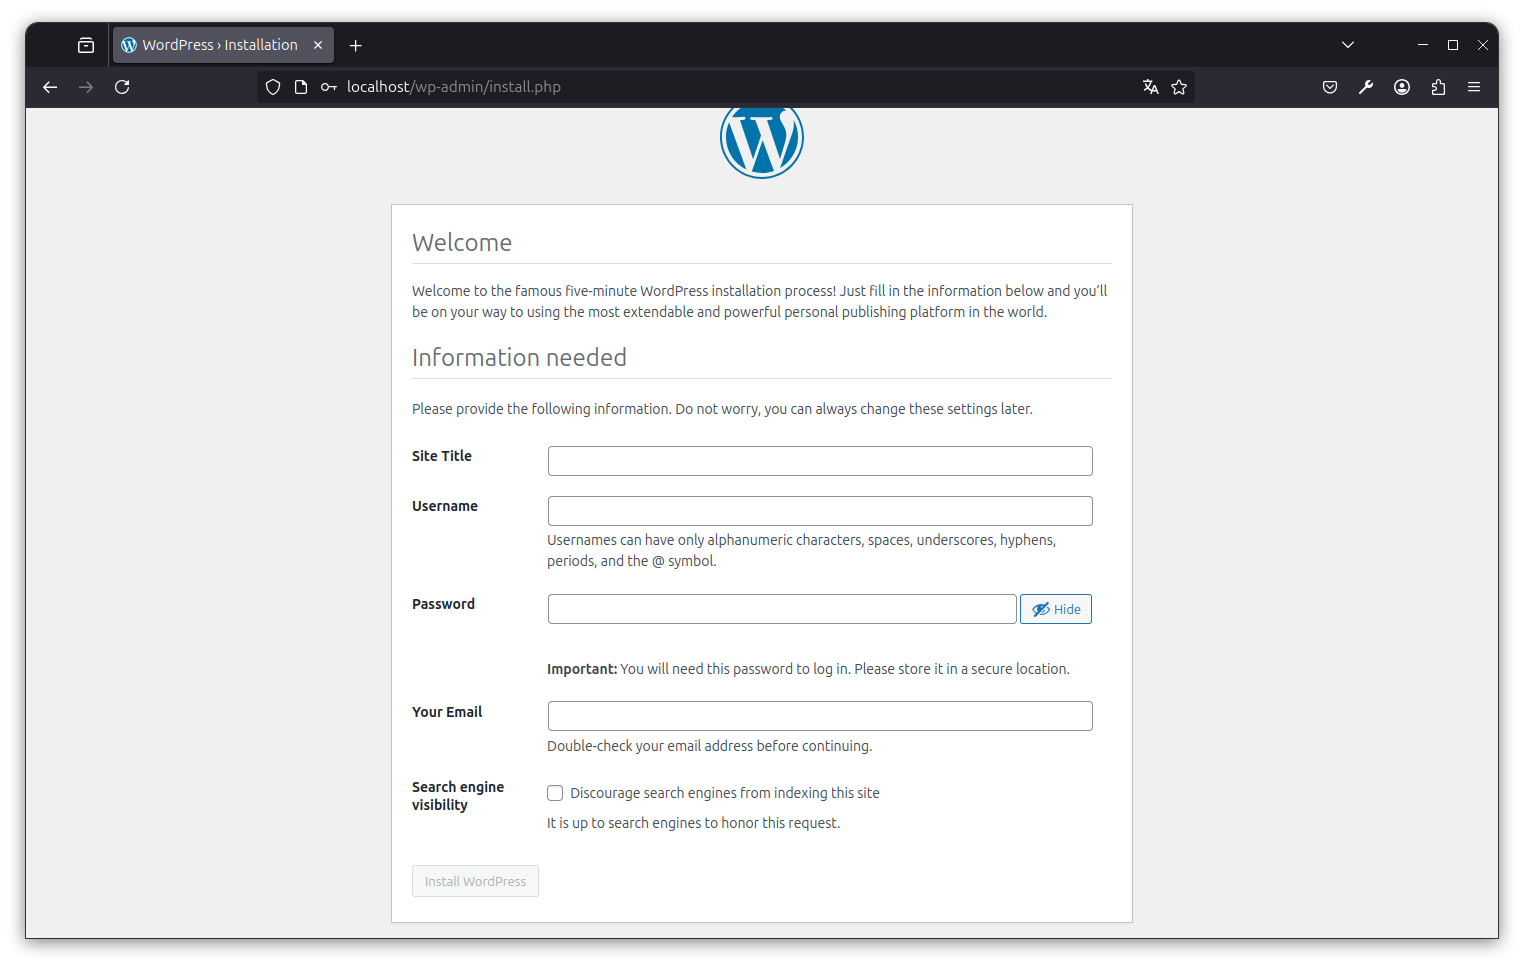 WordPress › Installation
localhost/wp-admin/install.php
Welcome
Welcome to the famous five-minute WordPress installation process! Just fill in the information below and you’ll
be on your way to using the most extendable and powerful personal publishing platform in the world.
Information needed
Please provide the following information. Do not worry, you can always change these settings later.
Site Title
Username
Usernames can have only alphanumeric characters, spaces, underscores, hyphens,
periods, and the @ symbol.
Password
Hide
Important: You will need this password to log in. Please store it in a secure location.
Your Email
Double-check your email address before continuing.
Search engine
visibility
Discourage search engines from indexing this site
It is up to search engines to honor this request.
Install WordPress